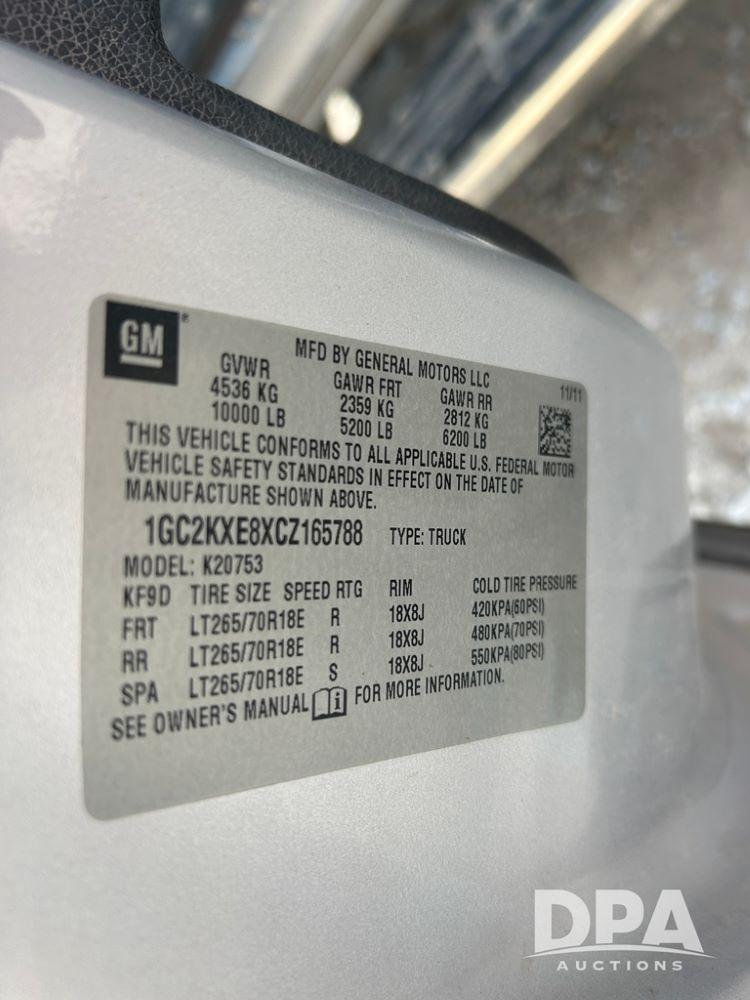 GM
MFD BY GENERAL MOTORS LLC
11/11
GVWR GAWR FRT GAWR RR
4536 KG 2359 KG 2812 KG
10000 LB 5200 LB 6200 LB
THIS VEHICLE CONFORMS TO ALL APPLICABLE U.S. FEDERAL MOTOR
VEHICLE SAFETY STANDARDS IN EFFECT ON THE DATE OF
MANUFACTURE SHOWN ABOVE.
1GC2KXE8XCZ165788 TYPE: TRUCK
MODEL: K20753
KF9D TIRE SIZE SPEED RTG RIM COLD TIRE PRESSURE
FRT LT265/70R18E R 18X8J 420KPA(60PSI)
RR LT265/70R18E R 18X8J 480KPA(70PSI)
SPA LT265/70R18E S 18X8J 550KPA(80PSI)
SEE OWNER'S MANUAL i FOR MORE INFORMATION.
DPA
AUCTIONS